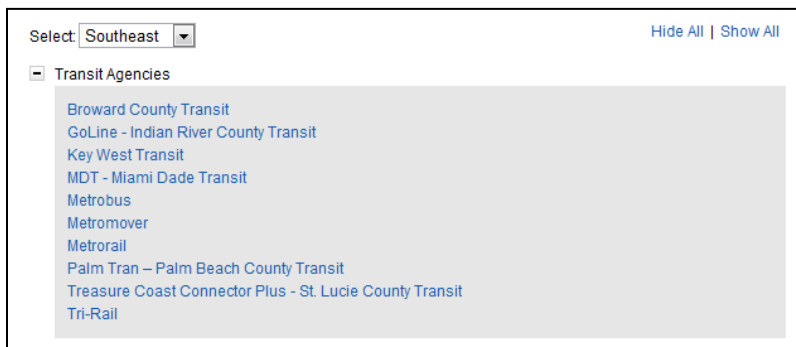 Select: Southeast Hide All | Show All
Transit Agencies
Broward County Transit
GoLine - Indian River County Transit
Key West Transit
MDT - Miami Dade Transit
Metrobus
Metromover
Metrorail
Palm Tran – Palm Beach County Transit
Treasure Coast Connector Plus - St. Lucie County Transit
Tri-Rail